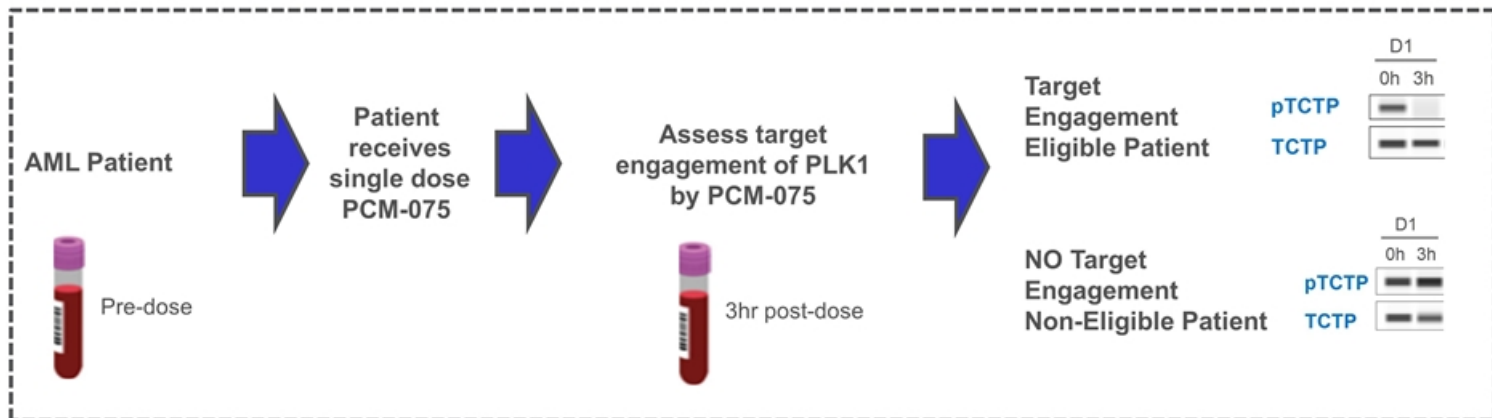 AML Patient
Pre-dose
Patient
receives
single dose
PCM-075
Assess target
engagement of PLK1
by PCM-075
3hr post-dose
Target
Engagement
Eligible Patient
D1
0h 3h
pTCTP
TCTP
NO Target
Engagement
Non-Eligible Patient
D1
0h 3h
pTCTP
TCTP